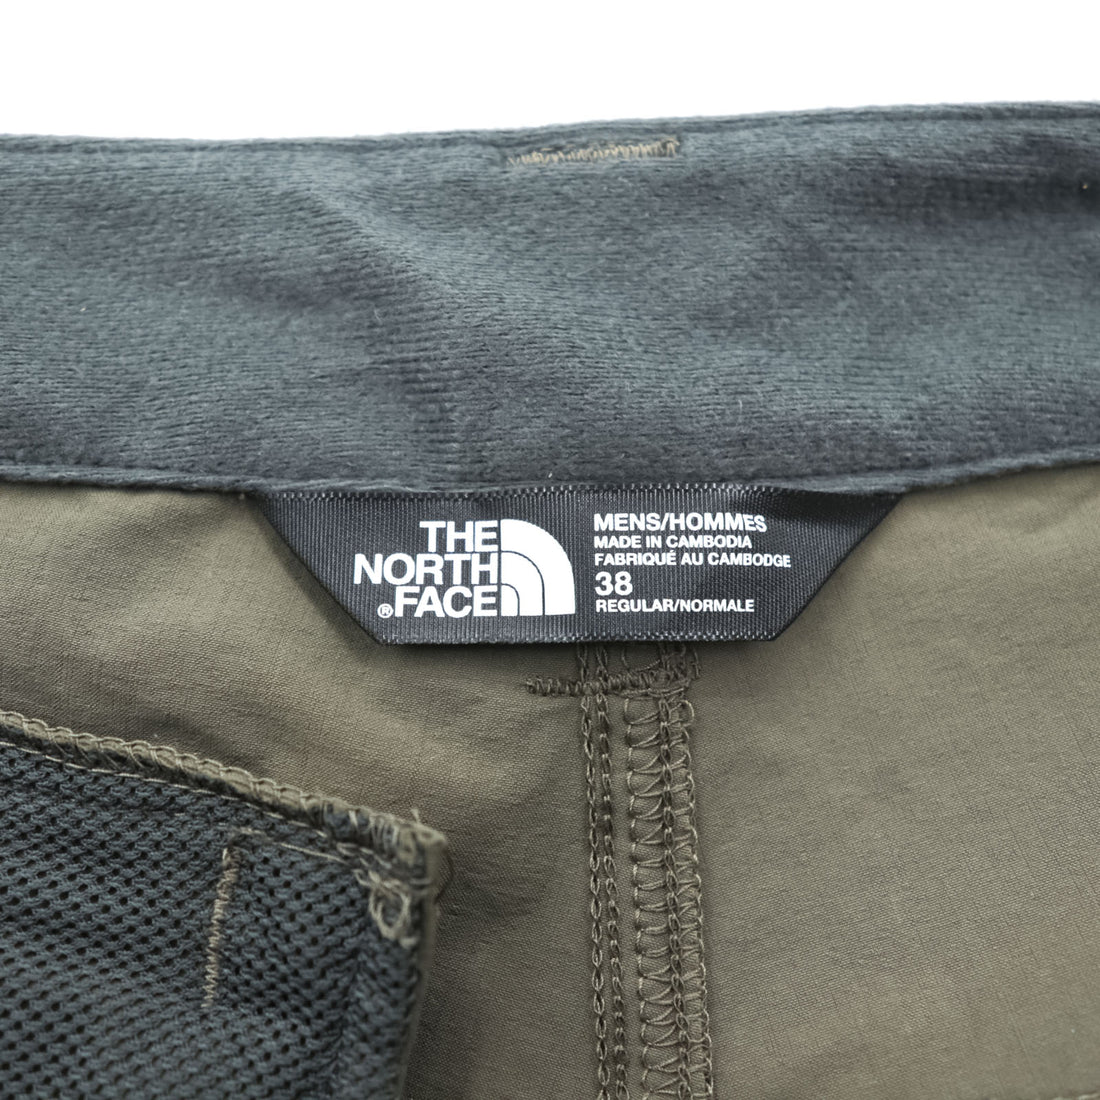 THE
NORTH
FACE®
MENS/HOMMES
MADE IN CAMBODIA
FABRIQUÉ AU CAMBODGE
38
REGULAR/NORMALE